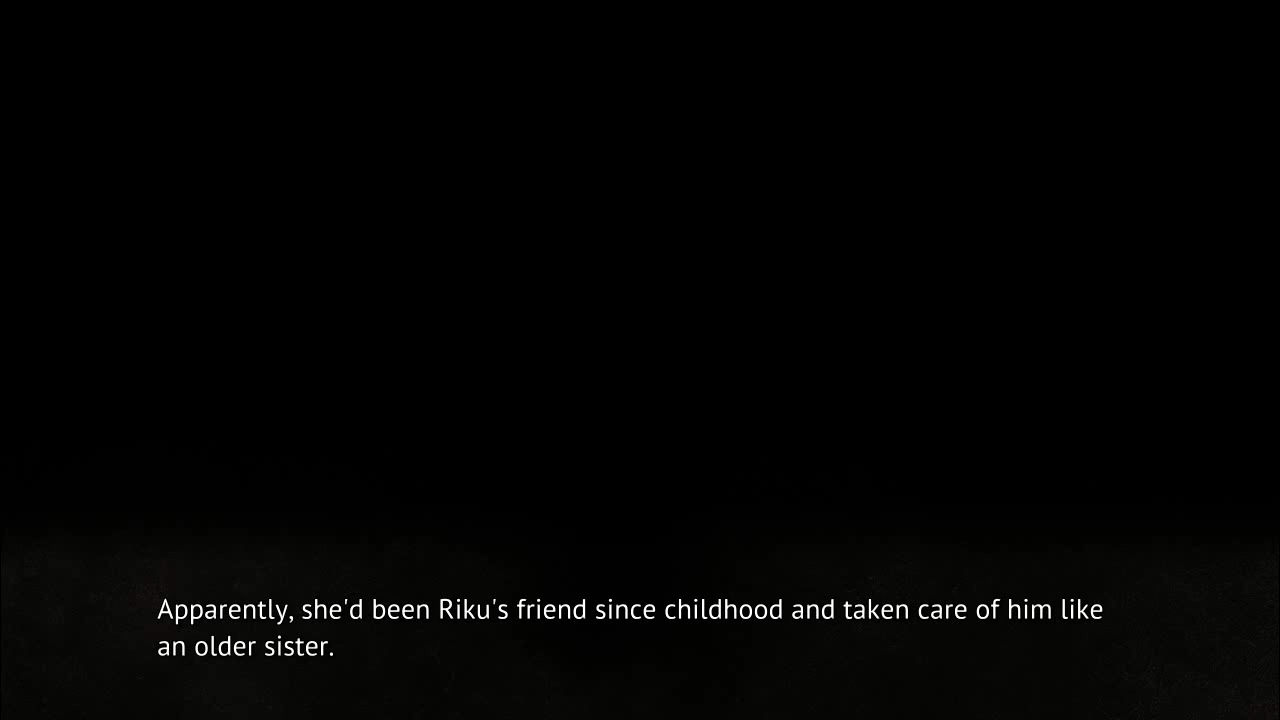 Apparently, she'd been Riku's friend since childhood and taken care of him like
an older sister.